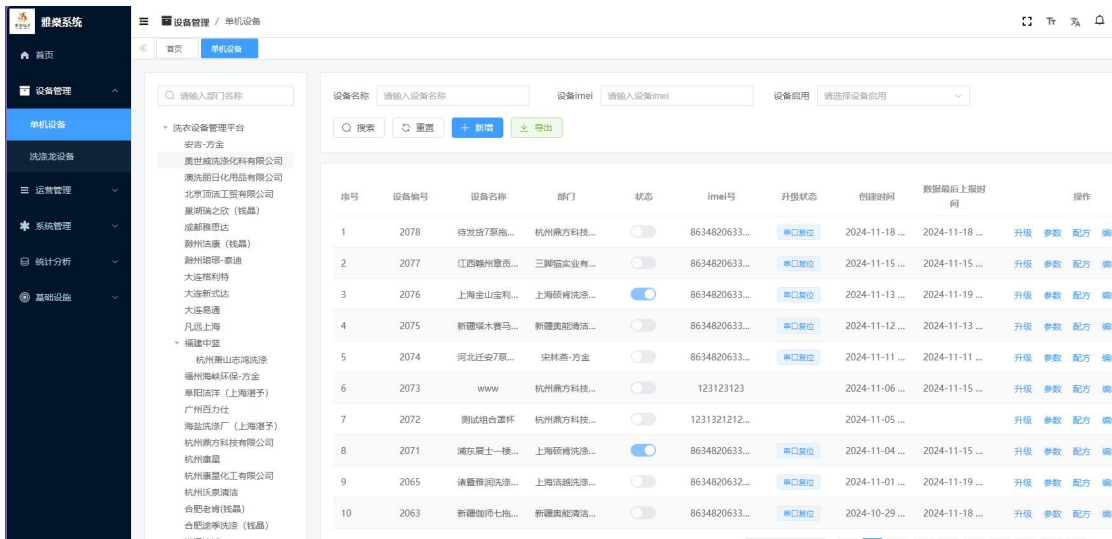 雅燊系统
首页
设备管理
单机设备
洗涤龙设备
运营管理
系统管理
统计分析
基础设施
设备管理 / 单机设备
首页 单机设备
请输入部门名称
洗衣设备管理平台
安吉-方金
奥世威洗涤化料有限公司
澳洗丽日化用品有限公司
北京顶洁工贸有限公司
巢湖瑞之欣（钱晶）
成都雅思达
滁州洁康（钱晶）
滁州琅琊-泰迪
大连格利特
大连新式达
大连易通
凡远上海
福建中蓝
杭州萧山志鸿洗涤
福州海峡环保-方金
阜阳洁洋（上海湛予）
广州百力仕
海盐洗涤厂（上海湛予）
杭州鼎方科技有限公司
杭州康星
杭州康星化工有限公司
杭州沃泉清洁
合肥老肯(钱晶)
合肥途季洗涤（钱晶）
设备名称 请输入设备名称 设备imei 请输入设备imei 设备启用 请选择设备启用
搜索 重置 新增 导出
序号 设备编号 设备名称 部门 状态 imei号 升级状态 创建时间 数据最后上报时间 操作
1 2078 待发货7泵拖... 杭州鼎方科技... 8634820633... 串口复位 2024-11-18 ... 2024-11-18 ... 升级 参数 配方 编
2 2077 江西赣州章贡... 三脚猫实业有... 8634820633... 串口复位 2024-11-15 ... 2024-11-15 ... 升级 参数 配方 编
3 2076 上海金山宝利... 上海硕肯洗涤... 8634820633... 串口复位 2024-11-13 ... 2024-11-19 ... 升级 参数 配方 编
4 2075 新疆塔木赛马... 新疆奥能清洁... 8634820633... 串口复位 2024-11-12 ... 2024-11-13 ... 升级 参数 配方 编
5 2074 河北迁安7泵... 宋林燕-方金 8634820633... 串口复位 2024-11-11 ... 2024-11-11 ... 升级 参数 配方 编
6 2073 www 杭州鼎方科技... 123123123 2024-11-06 ... 2024-11-15 ... 升级 参数 配方 编
7 2072 测试组合罩杯 杭州鼎方科技... 1231321212... 2024-11-05 ... 升级 参数 配方 编
8 2071 浦东展士一楼... 上海硕肯洗涤... 8634820633... 串口复位 2024-11-04 ... 2024-11-15 ... 升级 参数 配方 编
9 2065 诸暨雅润洗涤... 上海洁越洗涤... 8634820632... 串口复位 2024-11-01 ... 2024-11-19 ... 升级 参数 配方 编
10 2063 新疆伽师七拖... 新疆奥能清洁... 8634820633... 串口复位 2024-10-29 ... 2024-11-18 ... 升级 参数 配方 编